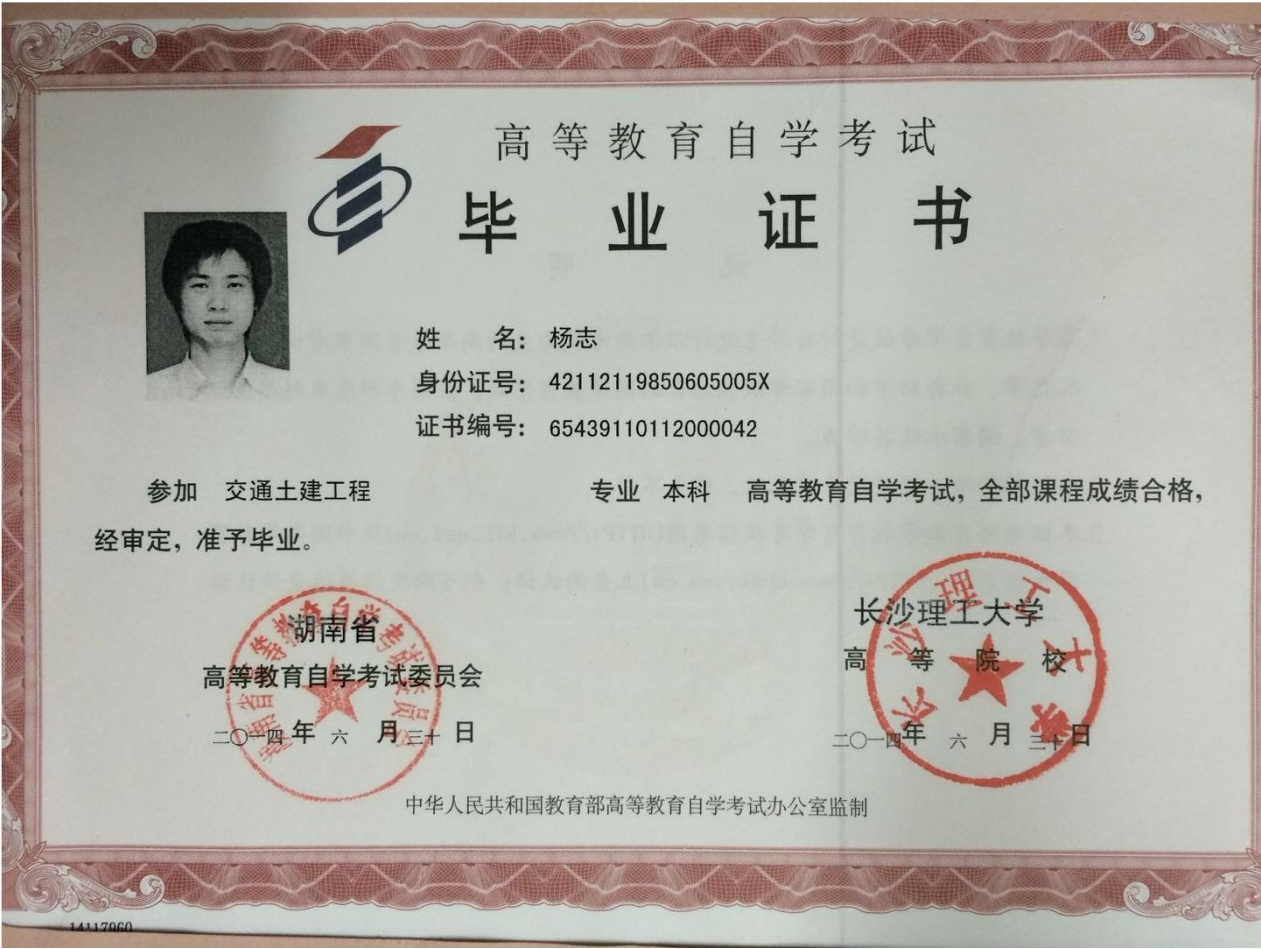 高等教育自学考试
毕业证书
姓名：杨志
身份证号：42112119850605005X
证书编号：65439110112000042
参加 交通土建工程 专业 本科 高等教育自学考试，全部课程成绩合格，
经审定，准予毕业。
湖南省
高等教育自学考试委员会
二〇一四年六月三十日
长沙理工大学
高等院校
二〇一四年六月三十日
中华人民共和国教育部高等教育自学考试办公室监制
14117960